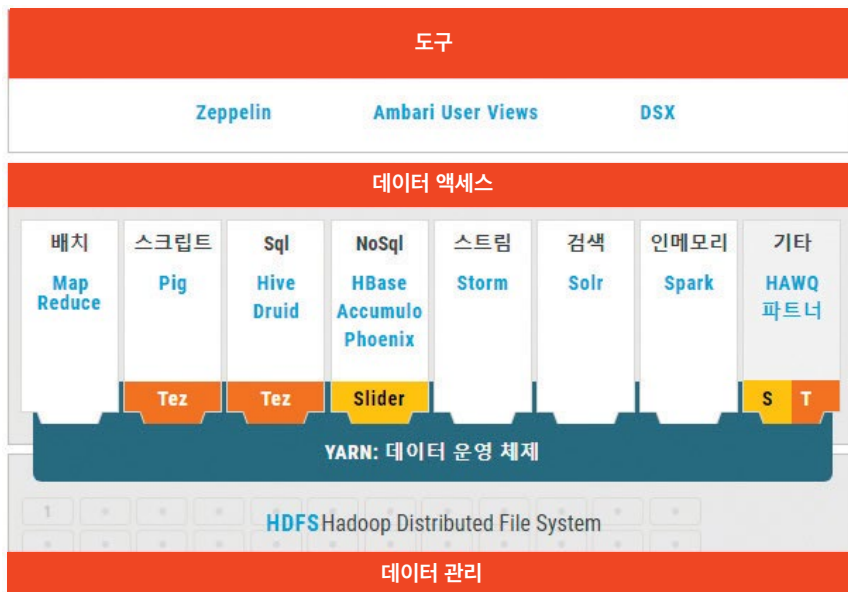 도구
Zeppelin Ambari User Views DSX
데이터 액세스
배치 스크립트 Sql NoSql 스트림 검색 인메모리 기타
Map Pig Hive HBase Storm Solr Spark HAWQ
Reduce Druid Accumulo 파트너
Phoenix
Tez Tez Slider S T
YARN: 데이터 운영 체제
1
HDFS Hadoop Distributed File System
데이터 관리